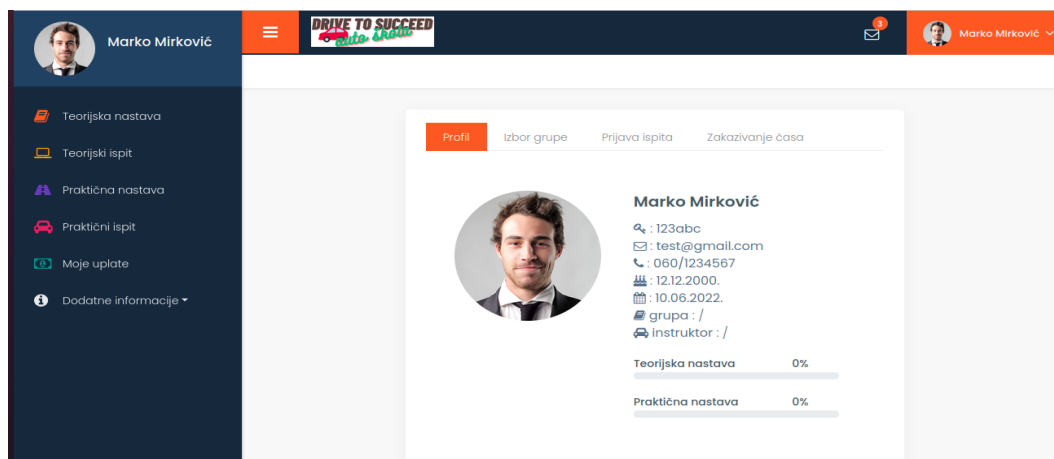 Marko Mirković
DRIVE TO SUCCEED
auto škola
3
Marko Mirković
Teorijska nastava
Teorijski ispit
Praktična nastava
Praktični ispit
Moje uplate
Dodatne informacije
Profil
Izbor grupe
Prijava ispita
Zakazivanje časa
Marko Mirković
: 123abc
: test@gmail.com
: 060/1234567
: 12.12.2000.
: 10.06.2022.
grupa : /
instruktor : /
Teorijska nastava 0%
Praktična nastava 0%